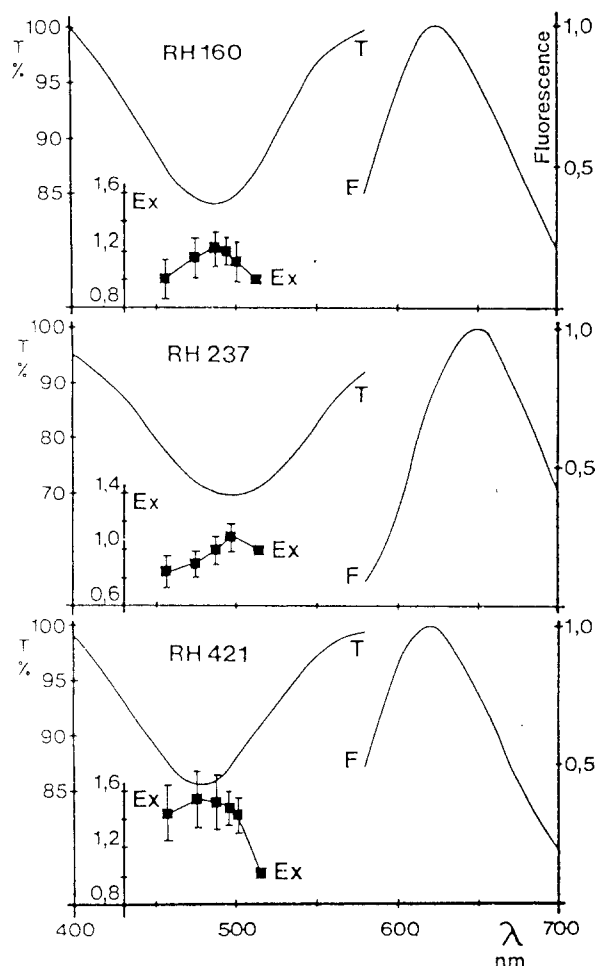 100
T
%
95
90
85
RH 160
T
1,0
Fluorescence
0,5
F
1,6
Ex
1,2
0,8
Ex
100
T
%
90
80
70
RH 237
T
1,0
0,5
F
1,4
Ex
1,0
0,6
Ex
100
T
%
95
90
85
RH 421
T
1,0
0,5
F
1,6
Ex
1,2
0,8
Ex
400 500 600 λ 700
nm